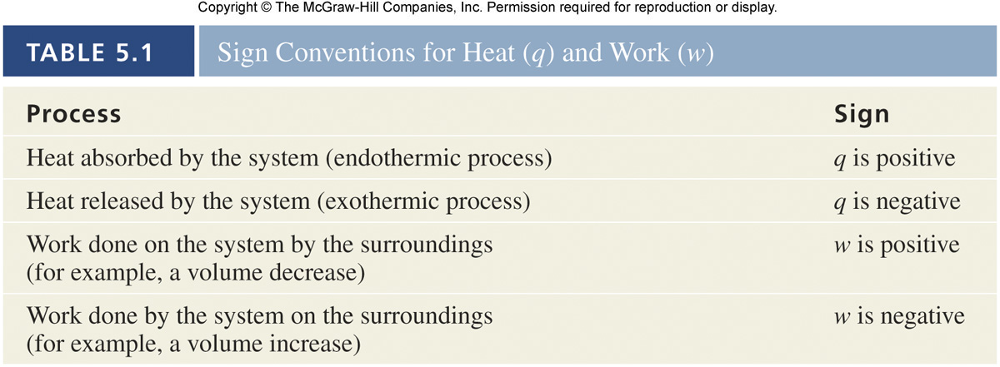 Copyright © The McGraw-Hill Companies, Inc. Permission required for reproduction or display.
TABLE 5.1 Sign Conventions for Heat (q) and Work (w)
Process Sign
Heat absorbed by the system (endothermic process) q is positive
Heat released by the system (exothermic process) q is negative
Work done on the system by the surroundings w is positive
(for example, a volume decrease)
Work done by the system on the surroundings w is negative
(for example, a volume increase)